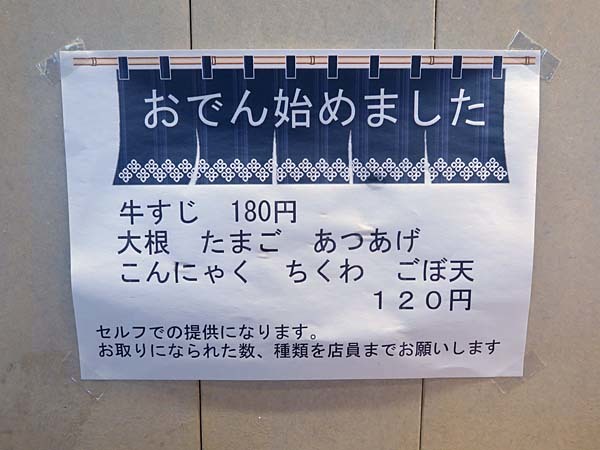 おでん始めました
牛すじ　180円
大根　たまご　あつあげ
こんにゃく　ちくわ　ごぼ天
１２０円
セルフでの提供になります。
お取りになられた数、種類を店員までお願いします